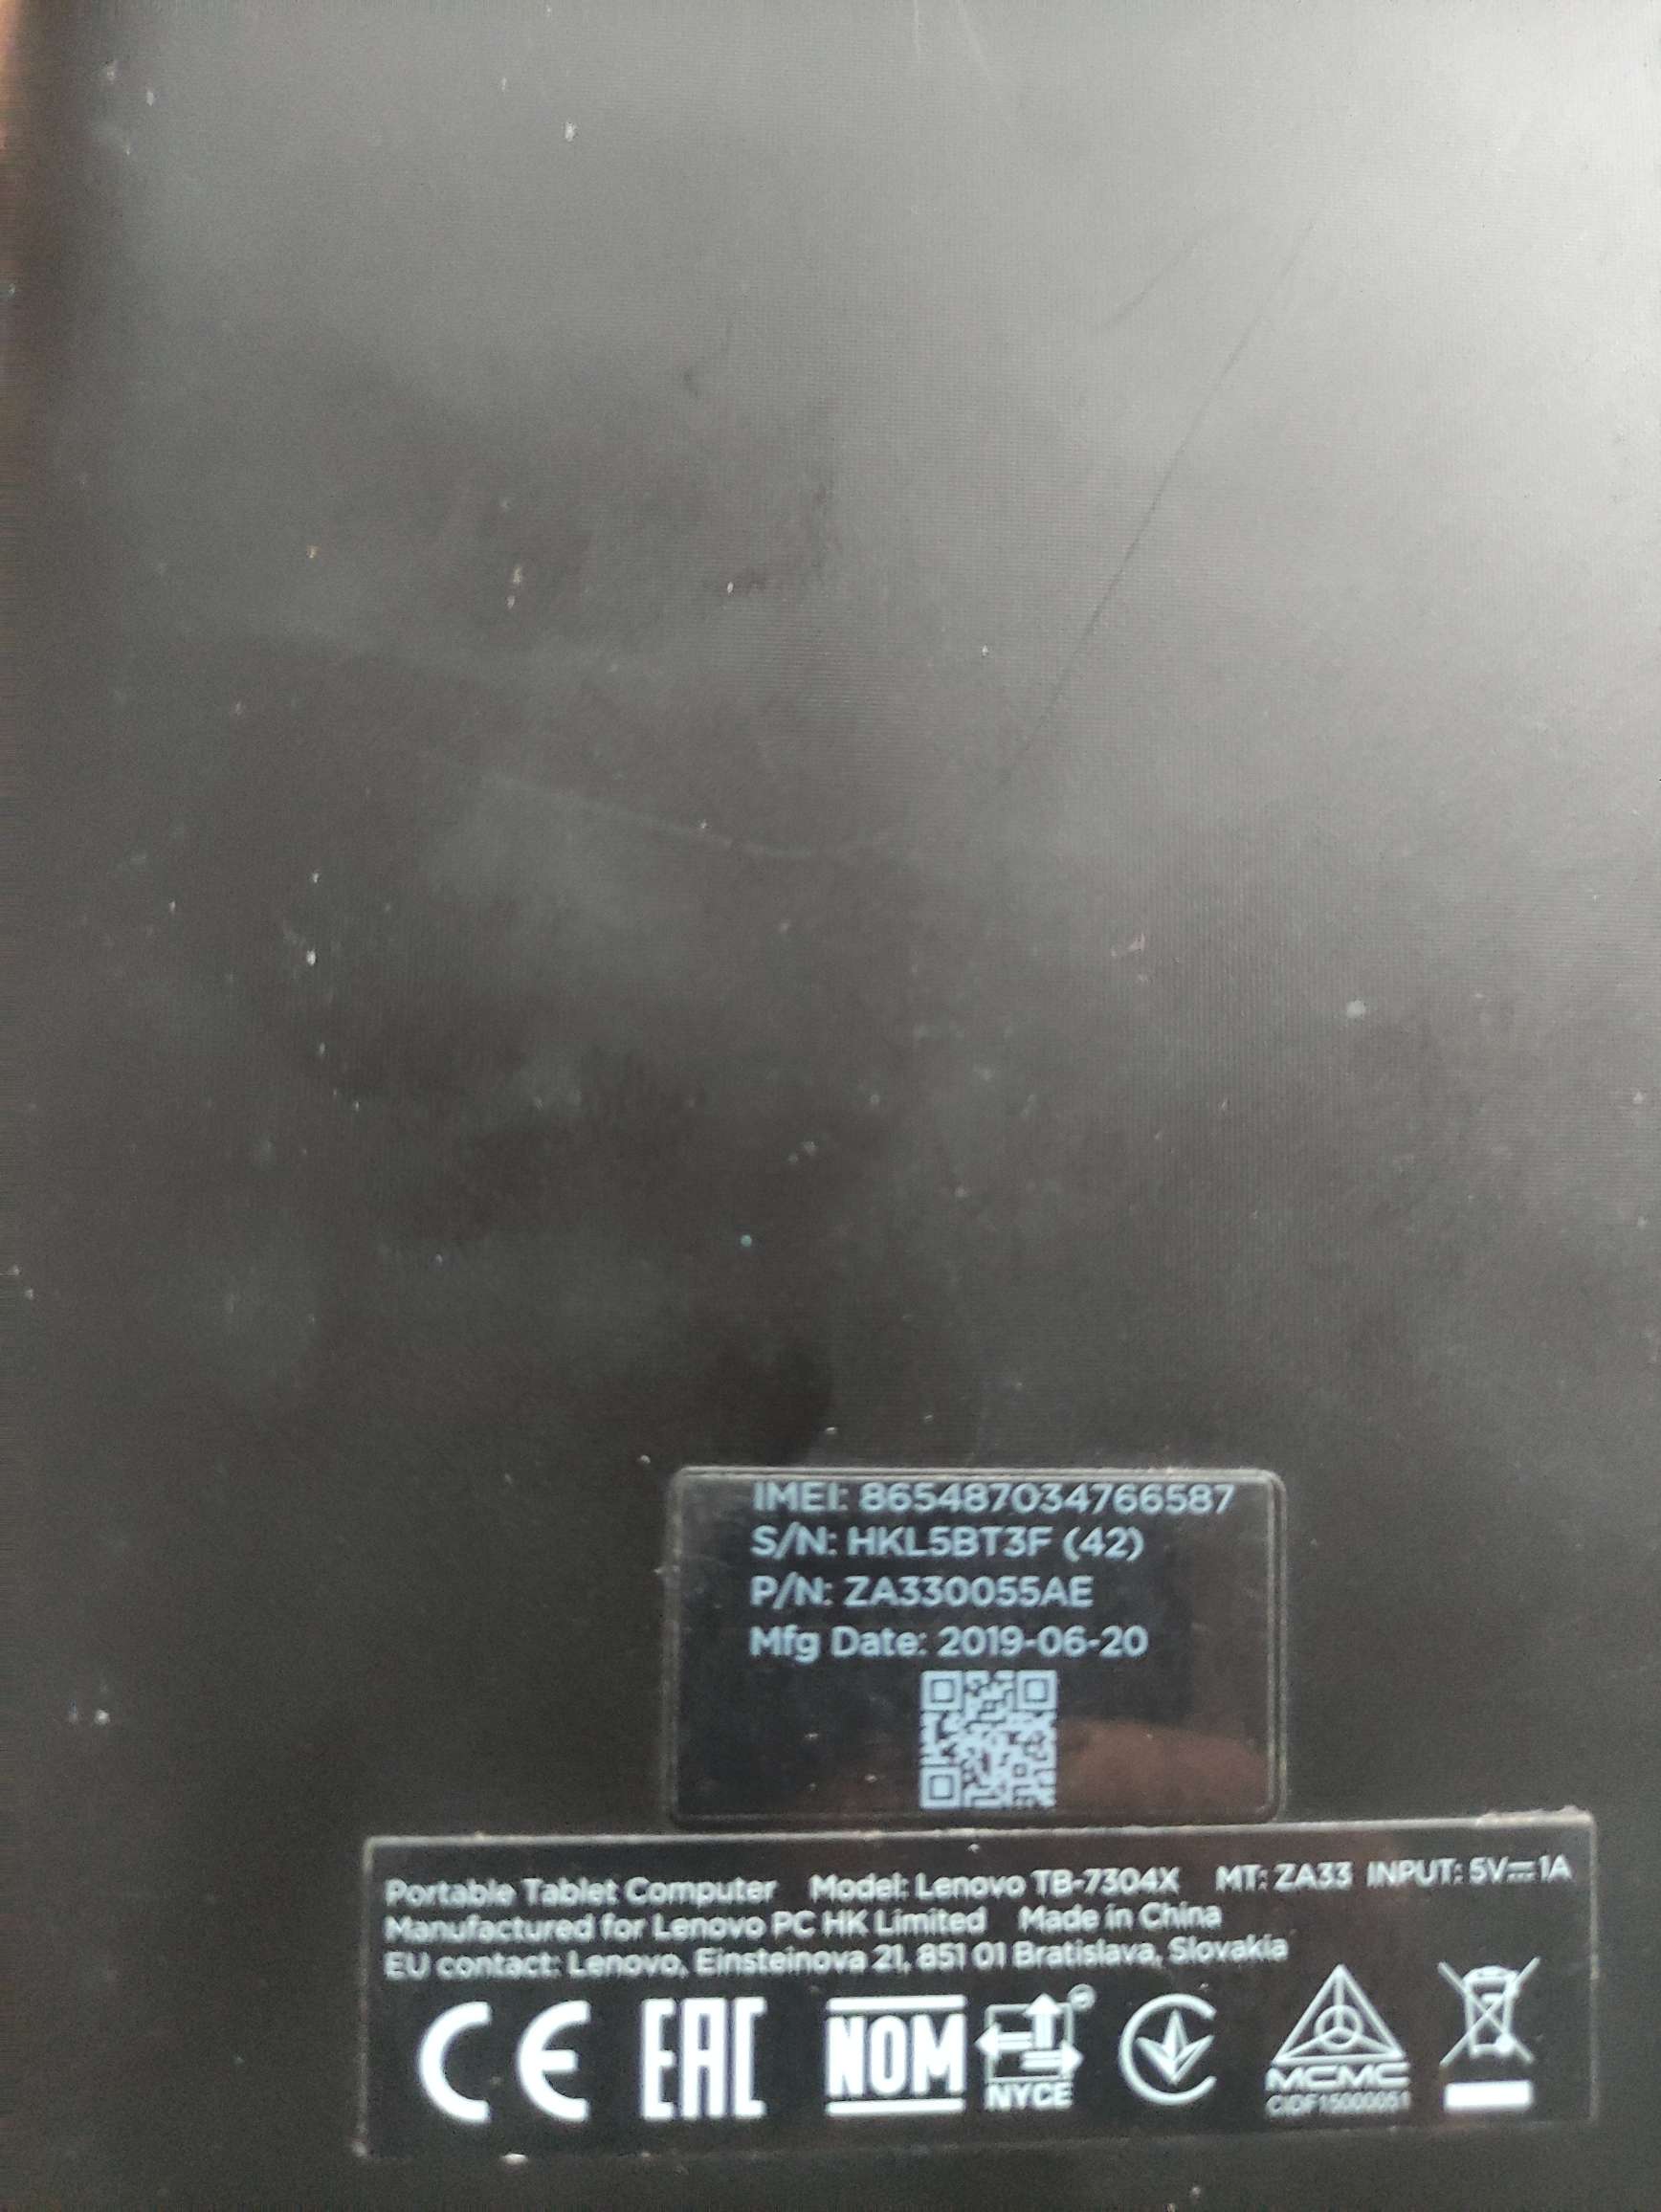 IMEI: 865487034766587
S/N: HKL5BT3F (42)
P/N: ZA330055AE
Mfg Date: 2019-06-20
Portable Tablet Computer Model: Lenovo TB-7304X MT: ZA33 INPUT: 5V⎓1A
Manufactured for Lenovo PC HK Limited Made in China
EU contact: Lenovo, Einsteinova 21, 851 01 Bratislava, Slovakia
CE EAC NOM NYCE MCMC
CIDF15000051